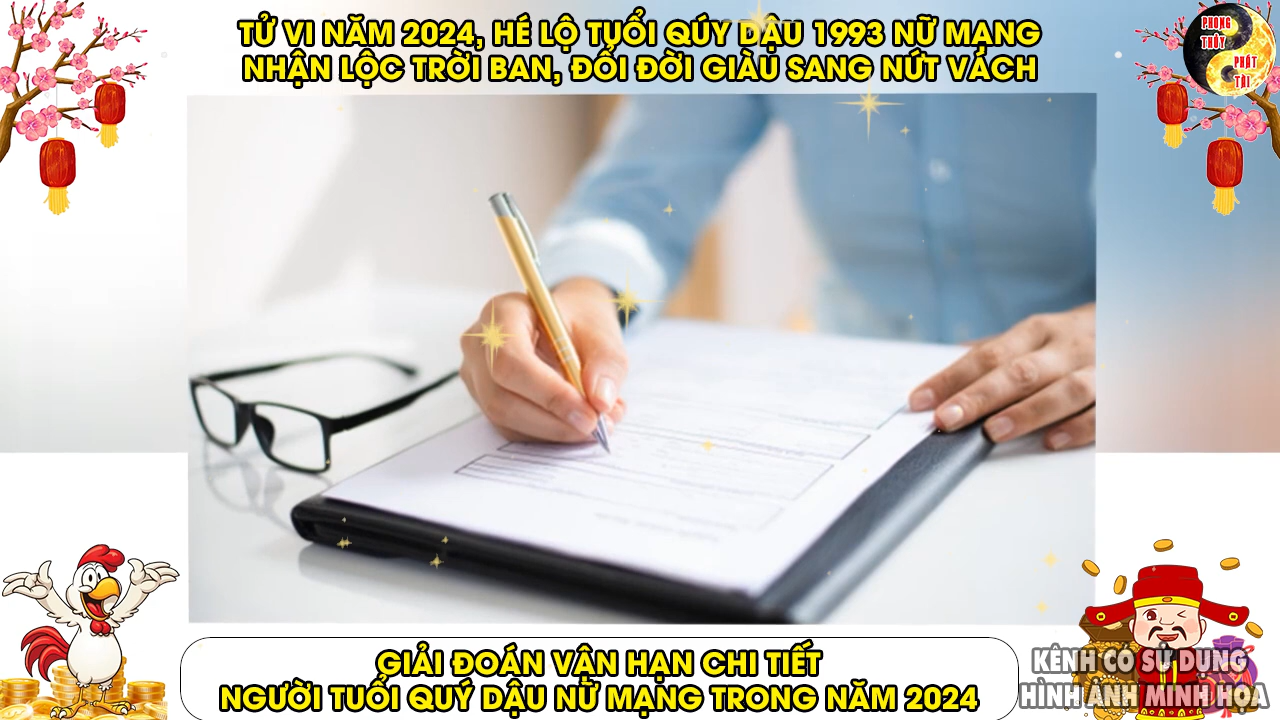 TỬ VI NĂM 2024, HÉ LỘ TUỔI QÚY DẬU 1993 NỮ MẠNG
NHẬN LỘC TRỜI BAN, ĐỔI ĐỜI GIÀU SANG NỨT VÁCH
PHONG
THỦY
PHÁT
TÀI
GIẢI ĐOÁN VẬN HẠN CHI TIẾT
NGƯỜI TUỔI QUÝ DẬU NỮ MẠNG TRONG NĂM 2024
KÊNH CÓ SỬ DỤNG
HÌNH ẢNH MINH HỌA